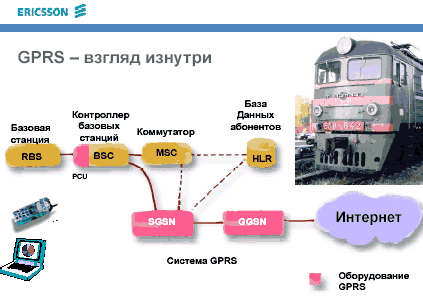 ERICSSON
GPRS – взгляд изнутри
База
Данных
абонентов
Контроллер
базовых
станций
Базовая
станция
Коммутатор
RBS
BSC
MSC
HLR
PCU
SGSN
GGSN
Интернет
Система GPRS
Оборудование
GPRS